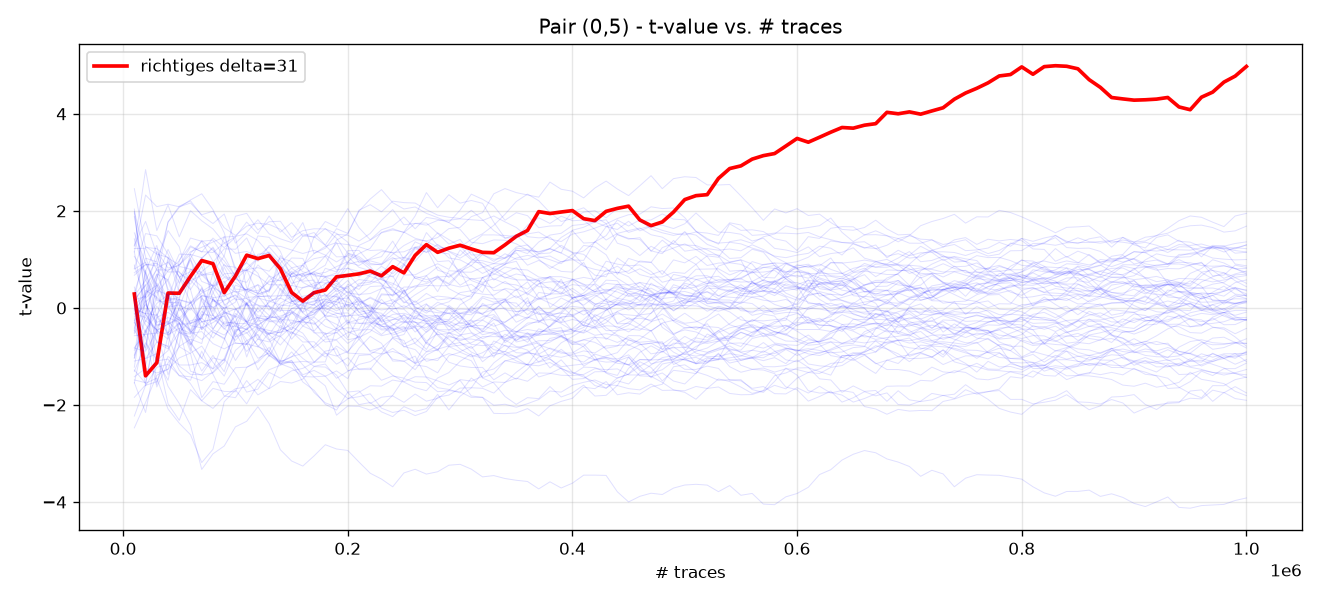 Pair (0,5) - t-value vs. # traces
richtiges delta=31
t-value
4
2
0
−2
−4
0.0 0.2 0.4 0.6 0.8 1.0
# traces
1e6